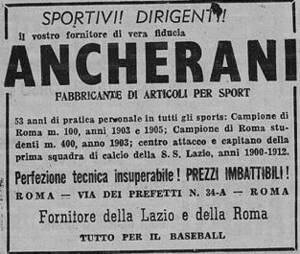 SPORTIVI! DIRIGENTI!
il vostro fornitore di vera fiducia
ANCHERANI
FABBRICANTE DI ARTICOLI PER SPORT
53 anni di pratica personale in tutti gli sports: Campione di
Roma m. 100, anni 1903 e 1905; Campione di Roma stu
denti m. 400, anno 1903; centro attacco e capitano della
prima squadra di calcio della S.S. Lazio, anni 1900-1912.
Perfezione tecnica insuperabile! PREZZI IMBATTIBILI!
ROMA — VIA DEI PREFETTI N. 34-A — ROMA
Fornitore della Lazio e della Roma
TUTTO PER IL BASEBALL